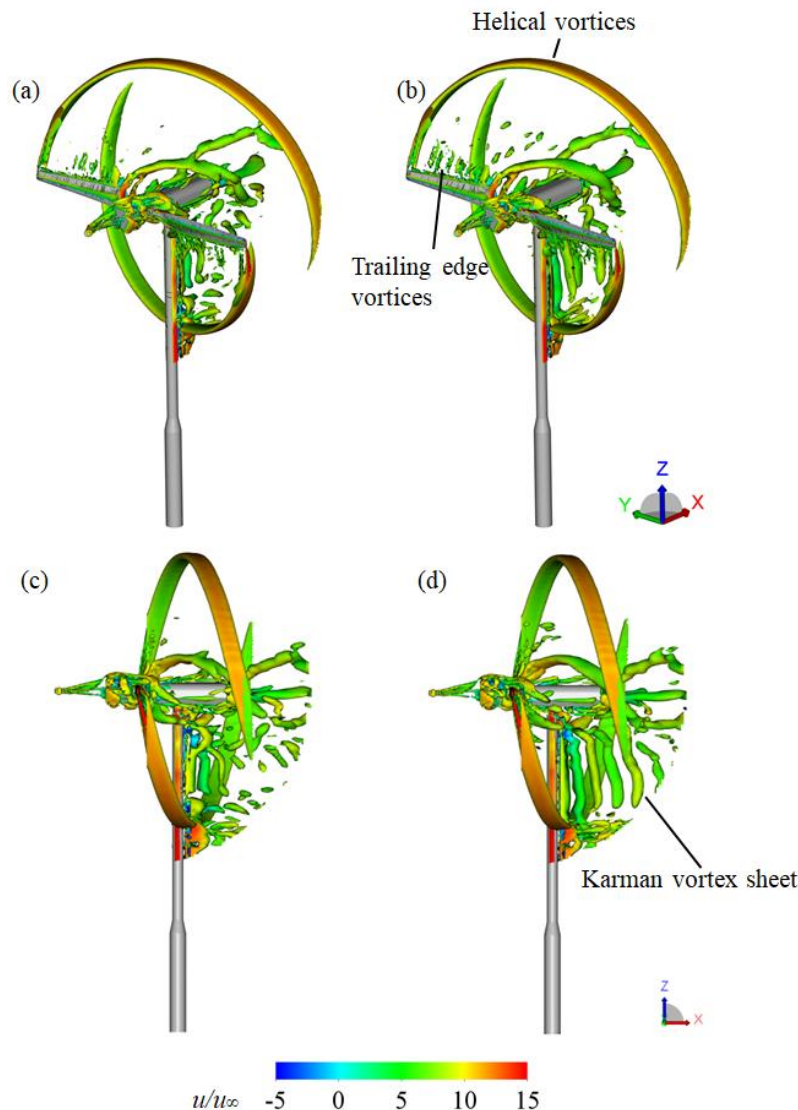 Helical vortices
(a)
(b)
Trailing edge
vortices
Z
Y
X
(c)
(d)
Karman vortex sheet
Z
X
u/u∞ -5 0 5 10 15